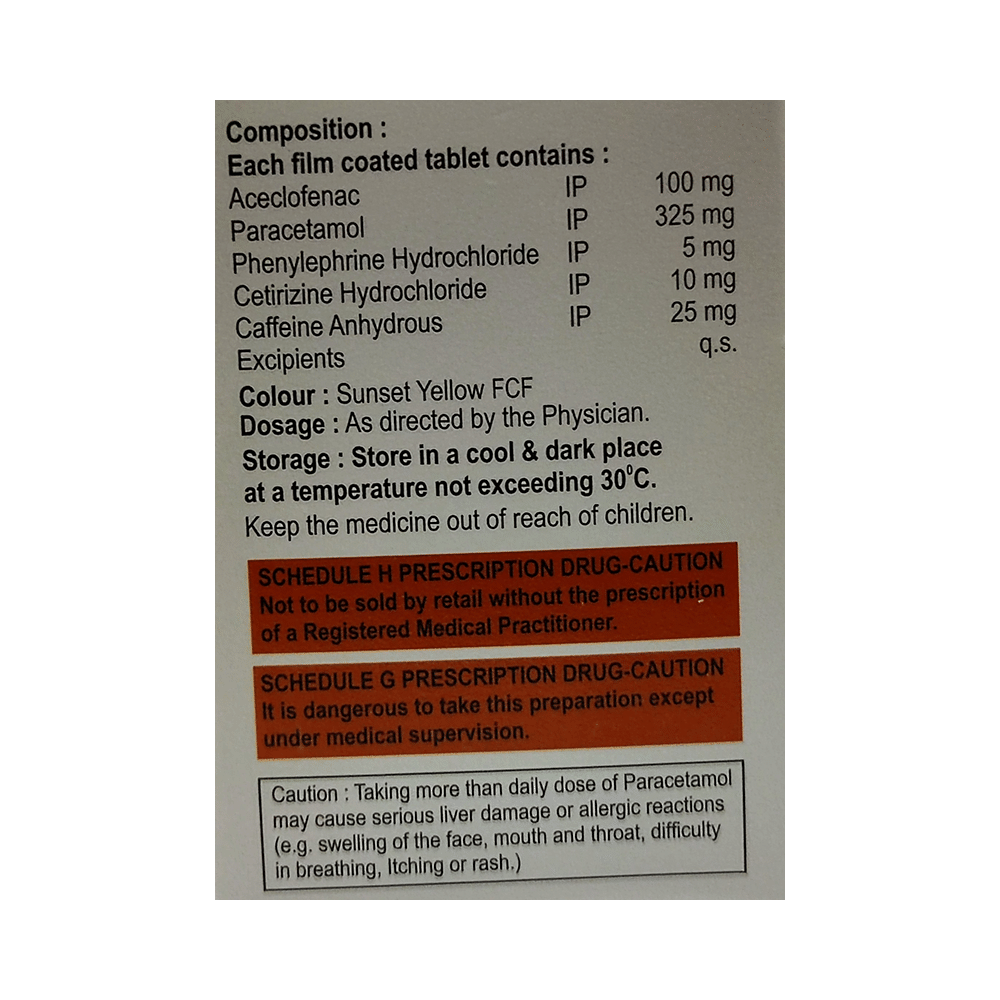 Composition :
Each film coated tablet contains :
Aceclofenac IP 100 mg
Paracetamol IP 325 mg
Phenylephrine Hydrochloride IP 5 mg
Cetirizine Hydrochloride IP 10 mg
Caffeine Anhydrous IP 25 mg
Excipients q.s.
Colour : Sunset Yellow FCF
Dosage : As directed by the Physician.
Storage : Store in a cool & dark place
at a temperature not exceeding 30⁰C.
Keep the medicine out of reach of children.
SCHEDULE H PRESCRIPTION DRUG-CAUTION
Not to be sold by retail without the prescription
of a Registered Medical Practitioner.
SCHEDULE G PRESCRIPTION DRUG-CAUTION
It is dangerous to take this preparation except
under medical supervision.
Caution : Taking more than daily dose of Paracetamol
may cause serious liver damage or allergic reactions
(e.g. swelling of the face, mouth and throat, difficulty
in breathing, Itching or rash.)